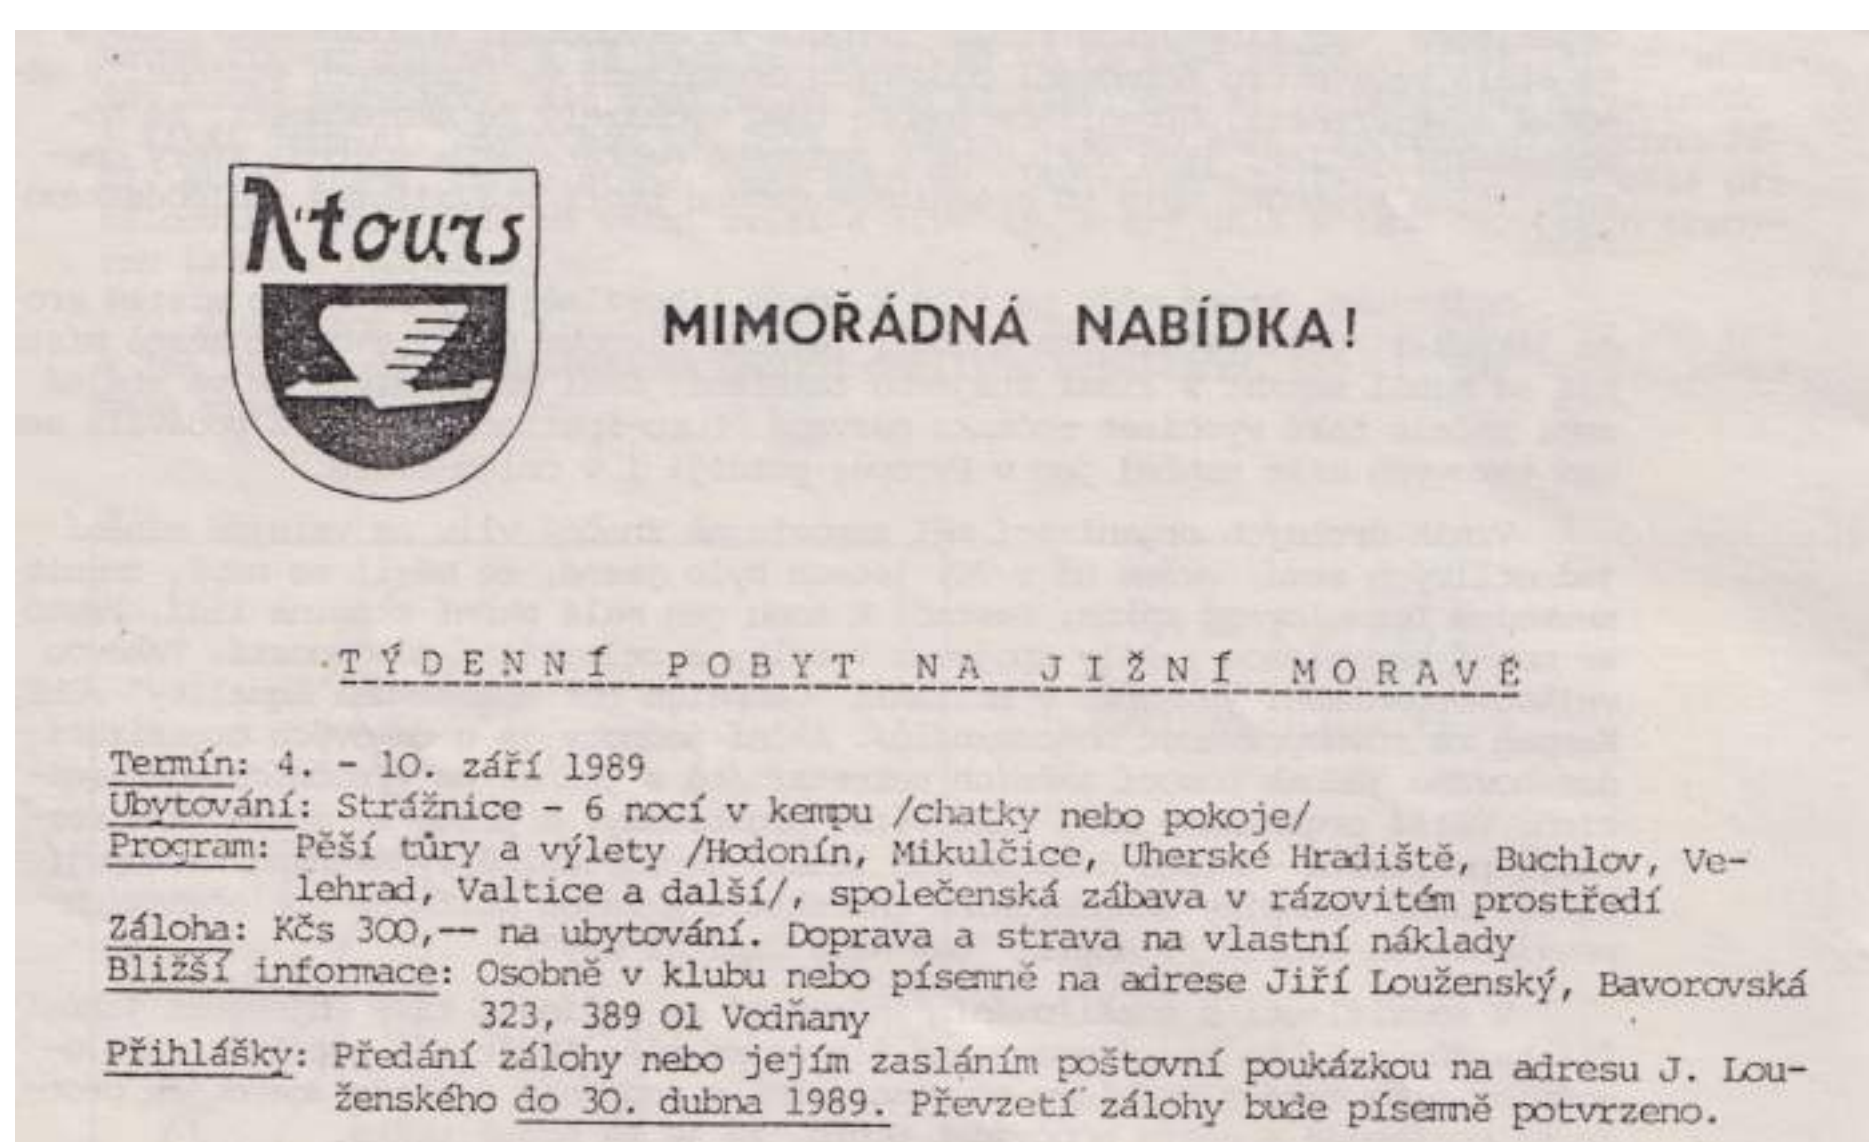 Atours
MIMOŘÁDNÁ NABÍDKA!
TÝDENNÍ POBYT NA JIŽNÍ MORAVĚ
Termín: 4. - 10. září 1989
Ubytování: Strážnice - 6 nocí v kempu /chatky nebo pokoje/
Program: Pěší tůry a výlety /Hodonín, Mikulčice, Uherské Hradiště, Buchlov, Ve-
lehrad, Valtice a další/, společenská zábava v rázovitém prostředí
Záloha: Kčs 300,-- na ubytování. Doprava a strava na vlastní náklady
Bližší informace: Osobně v klubu nebo písemně na adrese Jiří Louženský, Bavorovská
323, 389 01 Vodňany
Přihlášky: Předání zálohy nebo jejím zasláním poštovní poukázkou na adresu J. Lou-
ženského do 30. dubna 1989. Převzetí zálohy bude písemně potvrzeno.